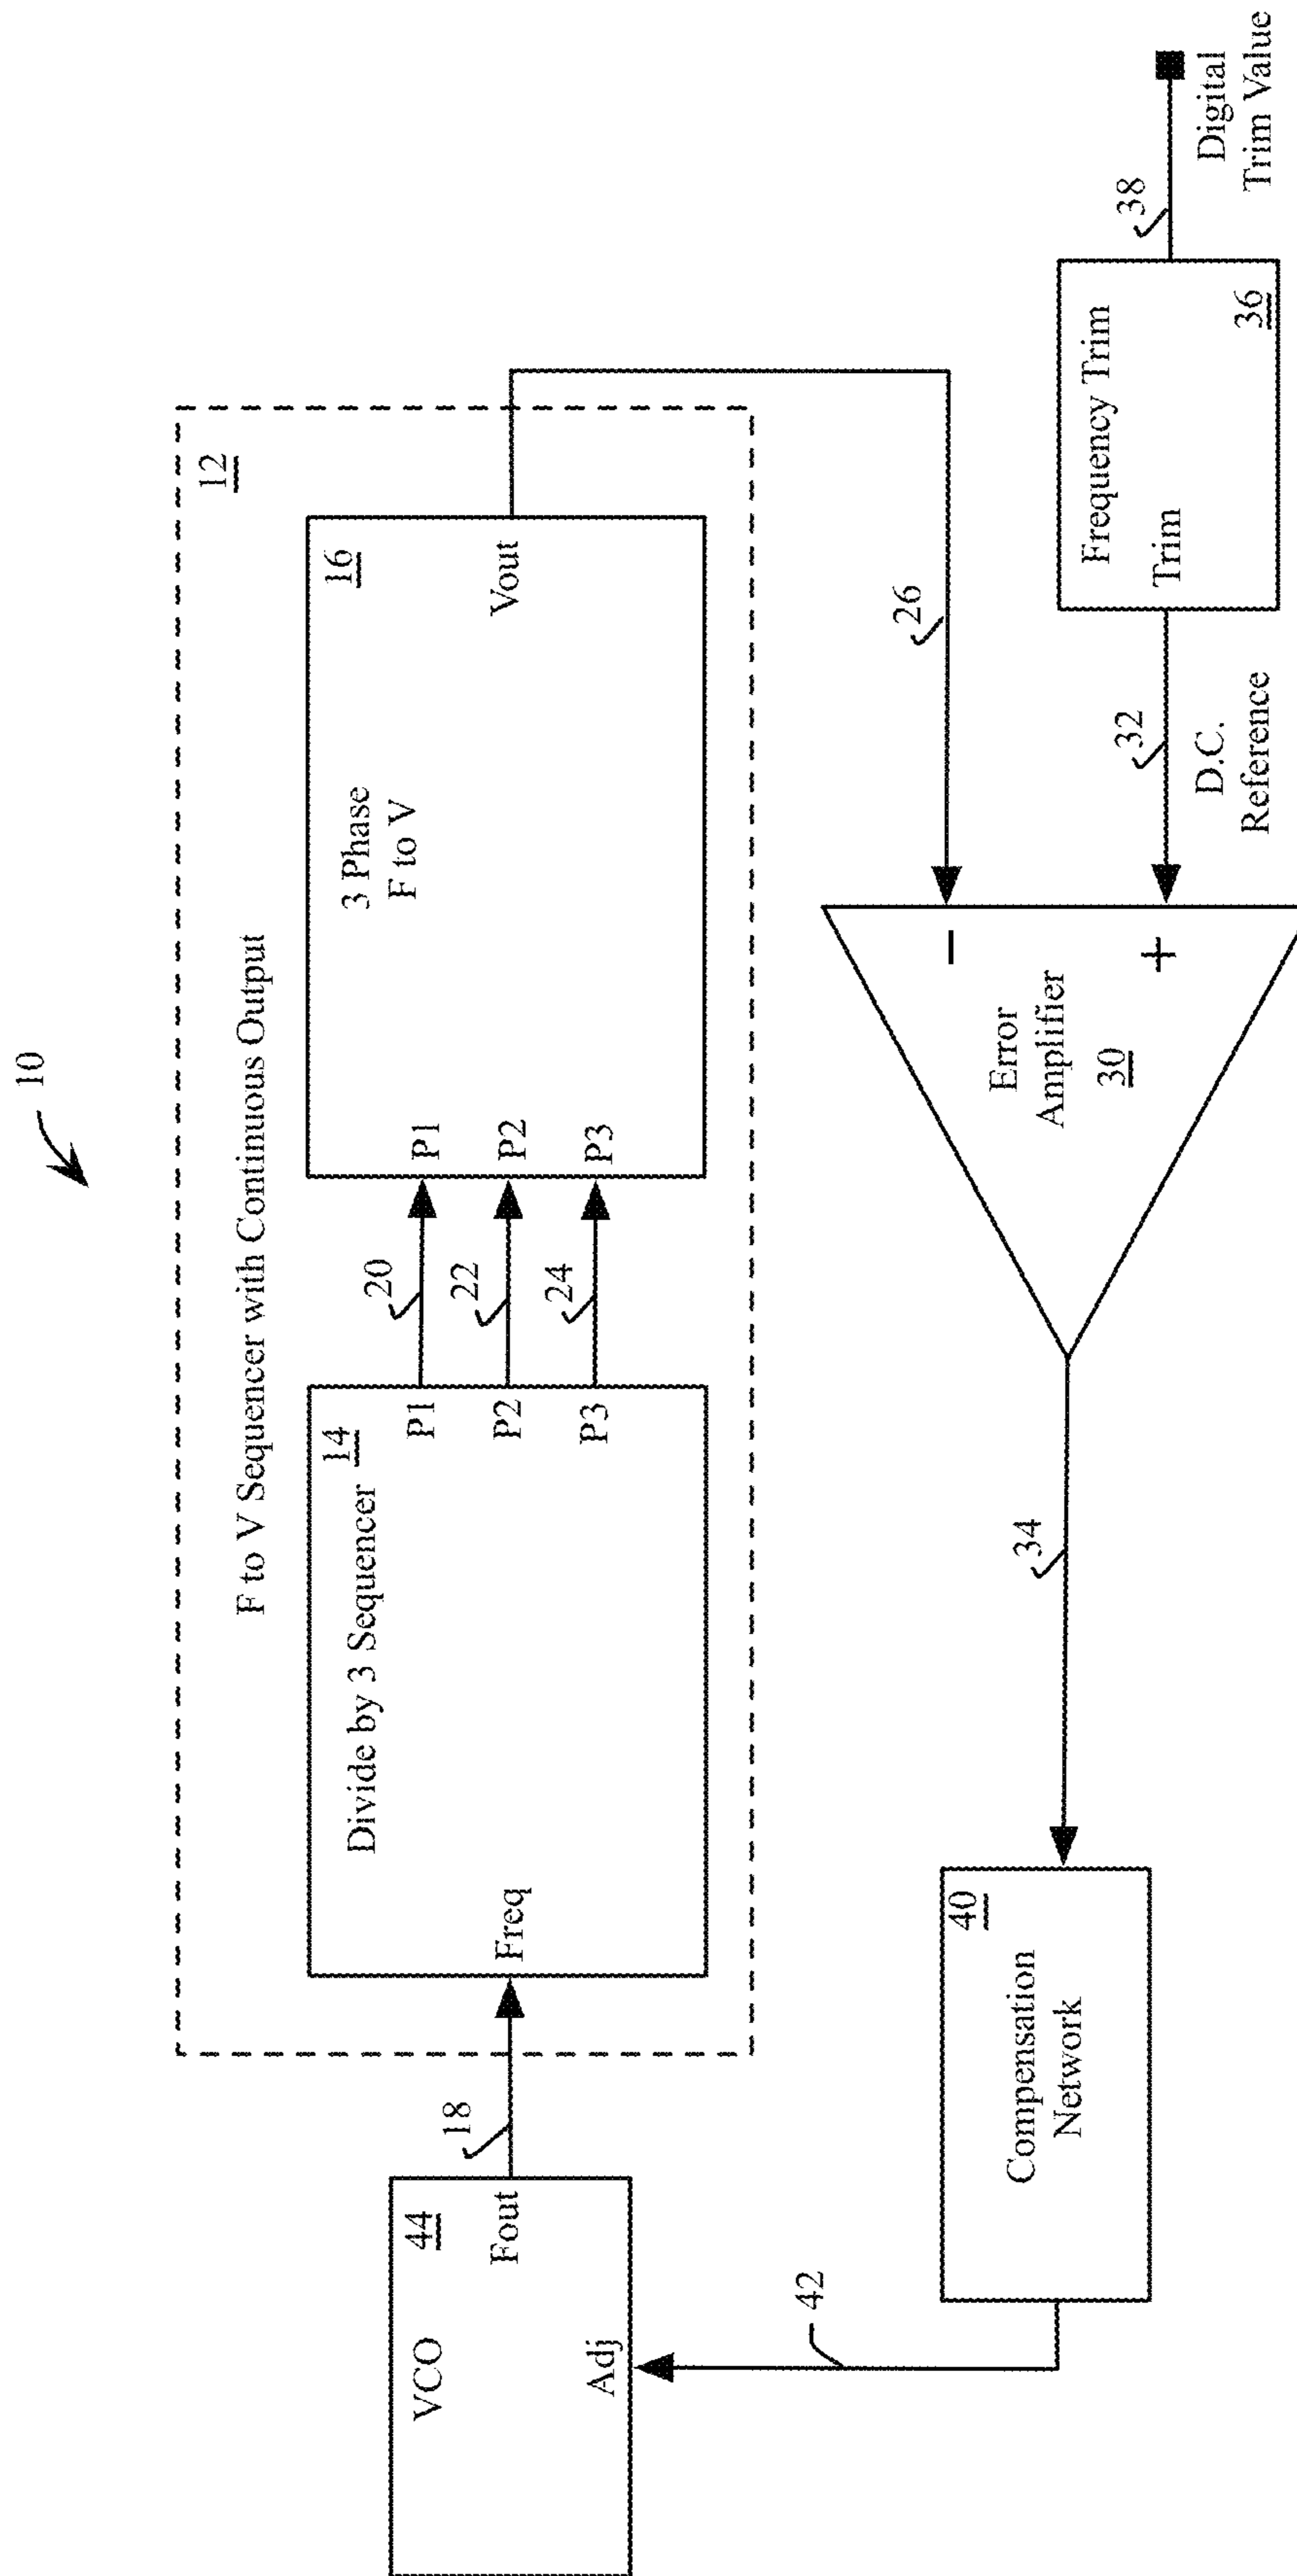 10
F to V Sequencer with Continuous Output
12
VCO
44
Fout
Adj
18
Divide by 3 Sequencer
14
Freq
P1
P2
P3
20
22
24
3 Phase
F to V
16
P1
P2
P3
Vout
42
Compensation
Network
40
34
Error
Amplifier
30
−
+
26
32
D.C.
Reference
Frequency Trim
Trim
36
38
Digital
Trim Value